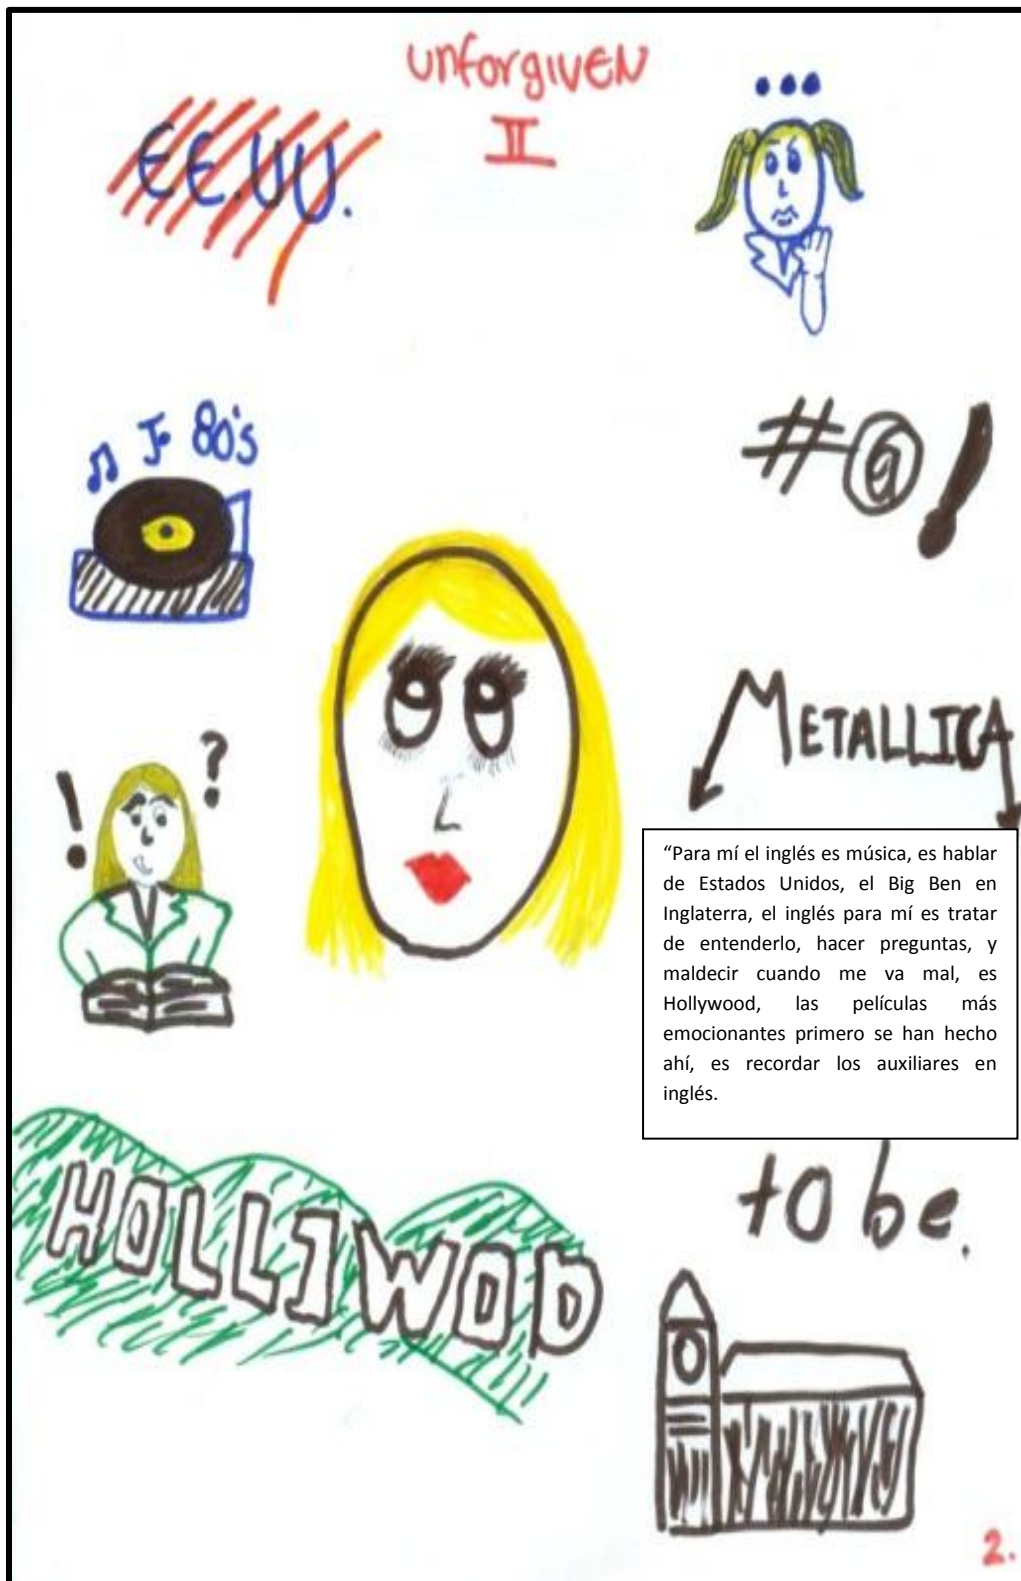 unforgiven
II
EE.UU.
80's
#@!
METALLICA
! ?
“Para mí el inglés es música, es hablar
de Estados Unidos, el Big Ben en
Inglaterra, el inglés para mí es tratar
de entenderlo, hacer preguntas, y
maldecir cuando me va mal, es
Hollywood, las películas más
emocionantes primero se han hecho
ahí, es recordar los auxiliares en
inglés.
HOLLIWOD
to be.
2.